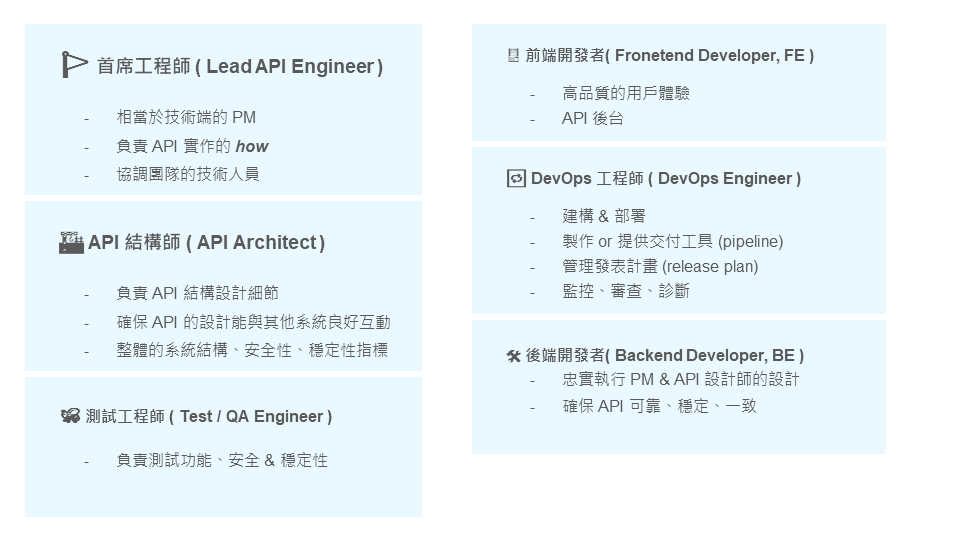 首席工程師 ( Lead API Engineer )
- 相當於技術端的 PM
- 負責 API 實作的 how
- 協調團隊的技術人員
API 結構師 ( API Architect )
- 負責 API 結構設計細節
- 確保 API 的設計能與其他系統良好互動
- 整體的系統結構、安全性、穩定性指標
測試工程師 ( Test / QA Engineer )
- 負責測試功能、安全 & 穩定性
前端開發者( Fronetend Developer, FE )
- 高品質的用戶體驗
- API 後台
DevOps 工程師 ( DevOps Engineer )
- 建構 & 部署
- 製作 or 提供交付工具 (pipeline)
- 管理發表計畫 (release plan)
- 監控、審查、診斷
後端開發者( Backend Developer, BE )
- 忠實執行 PM & API 設計師的設計
- 確保 API 可靠、穩定、一致